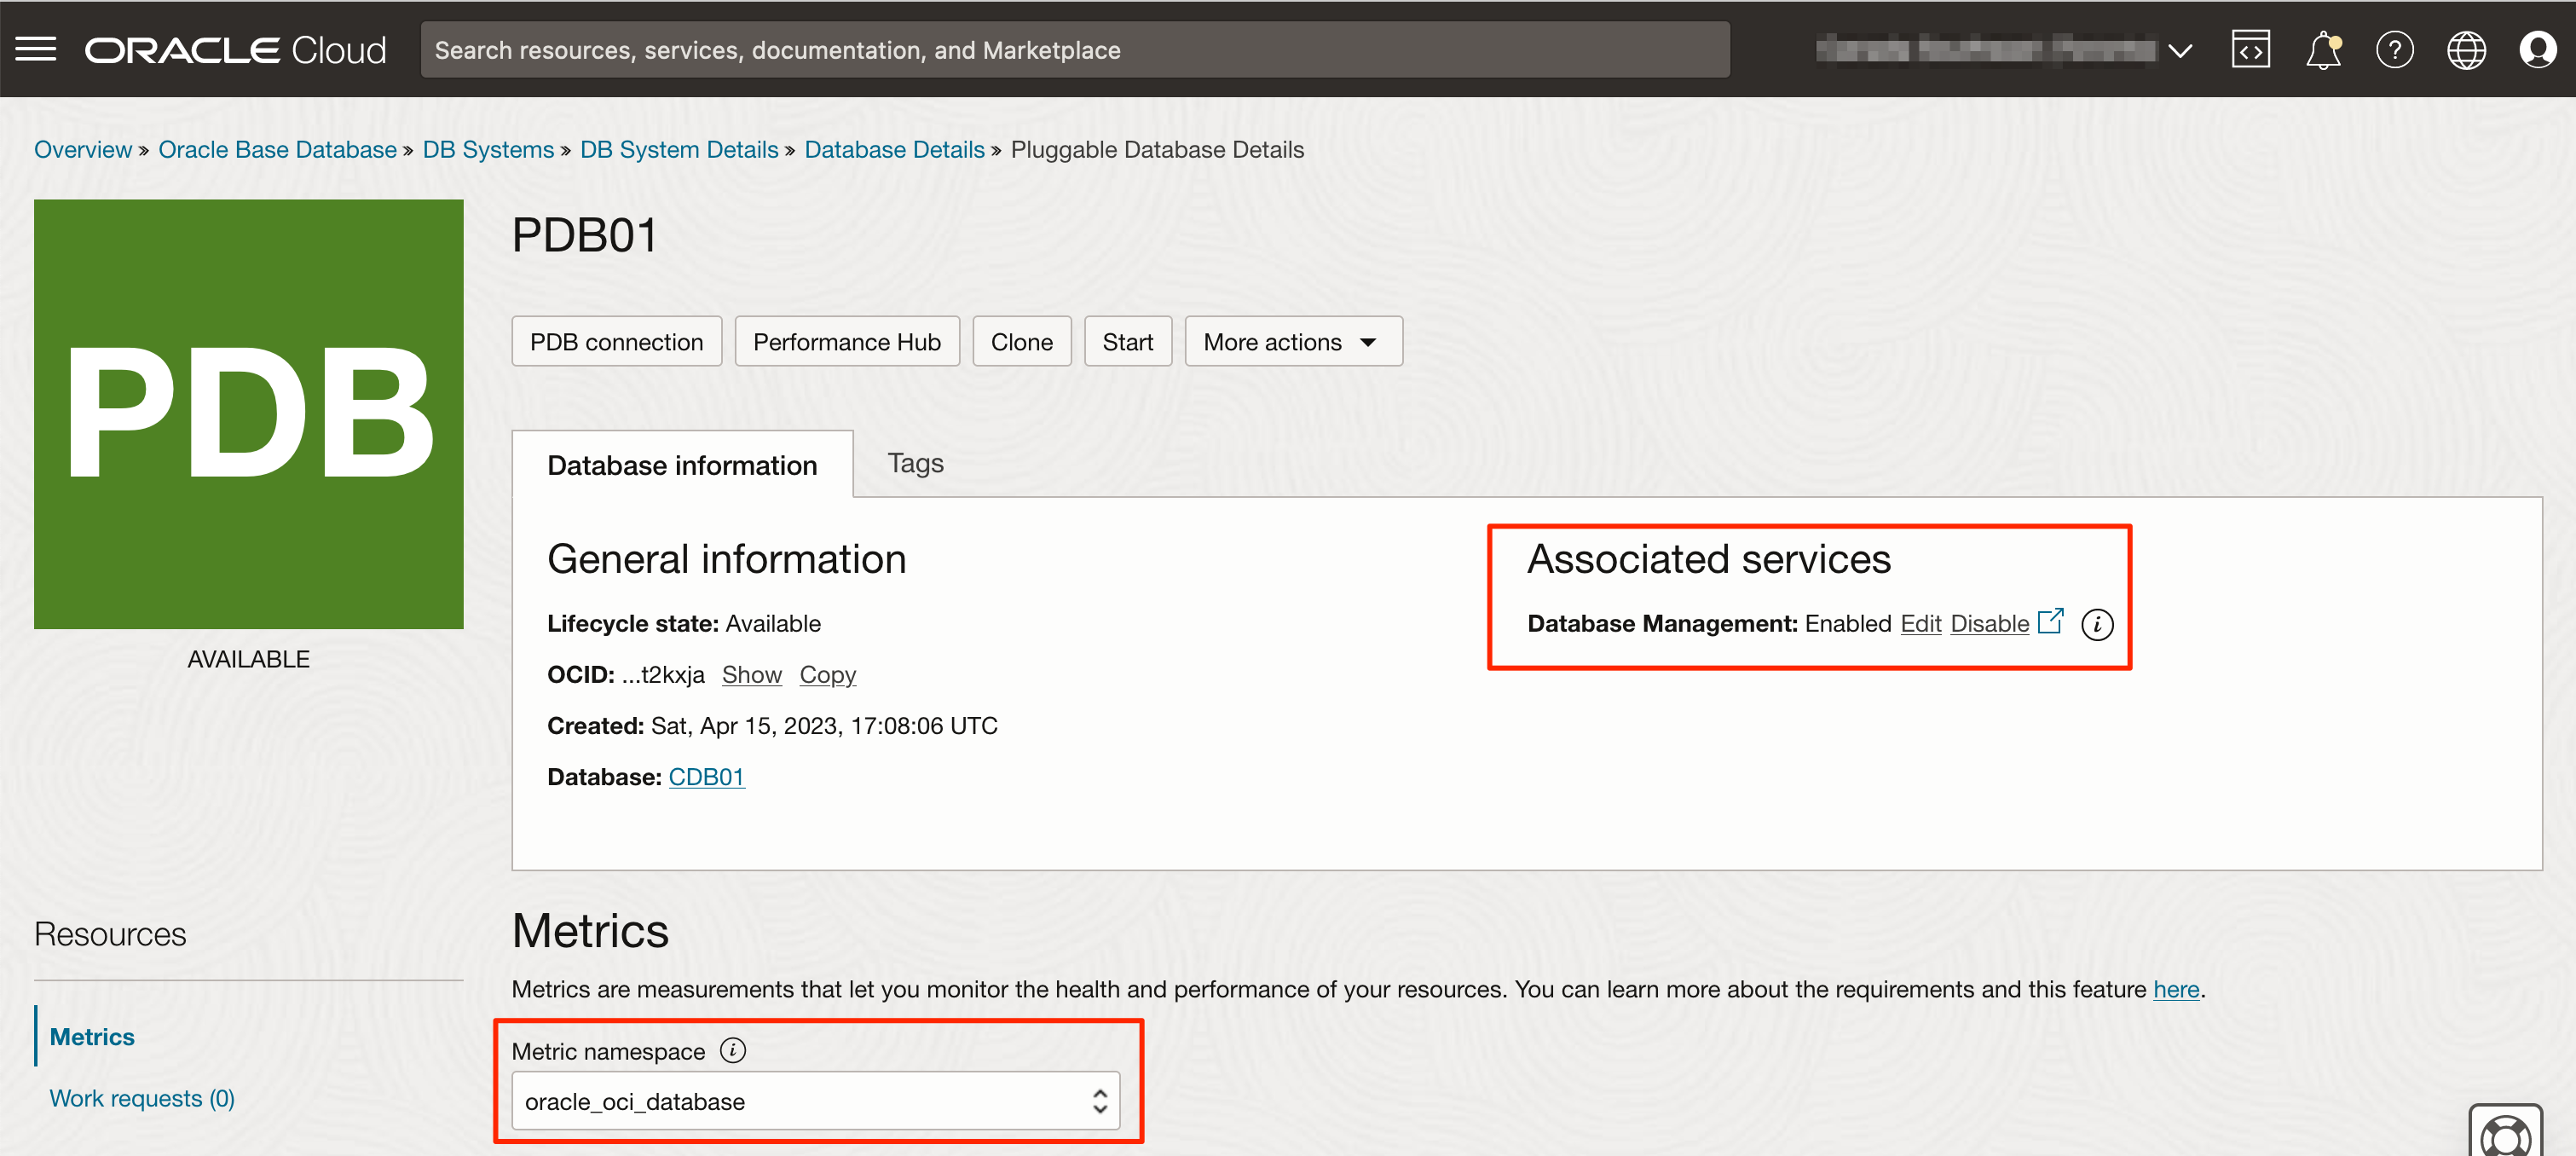 ORACLE Cloud
Search resources, services, documentation, and Marketplace
Overview » Oracle Base Database » DB Systems » DB System Details » Database Details » Pluggable Database Details
PDB
AVAILABLE
PDB01
PDB connection
Performance Hub
Clone
Start
More actions
Database information
Tags
General information
Lifecycle state: Available
OCID: ...t2kxja Show Copy
Created: Sat, Apr 15, 2023, 17:08:06 UTC
Database: CDB01
Associated services
Database Management: Enabled Edit Disable
Resources
Metrics
Work requests (0)
Metrics
Metrics are measurements that let you monitor the health and performance of your resources. You can learn more about the requirements and this feature here.
Metric namespace
oracle_oci_database